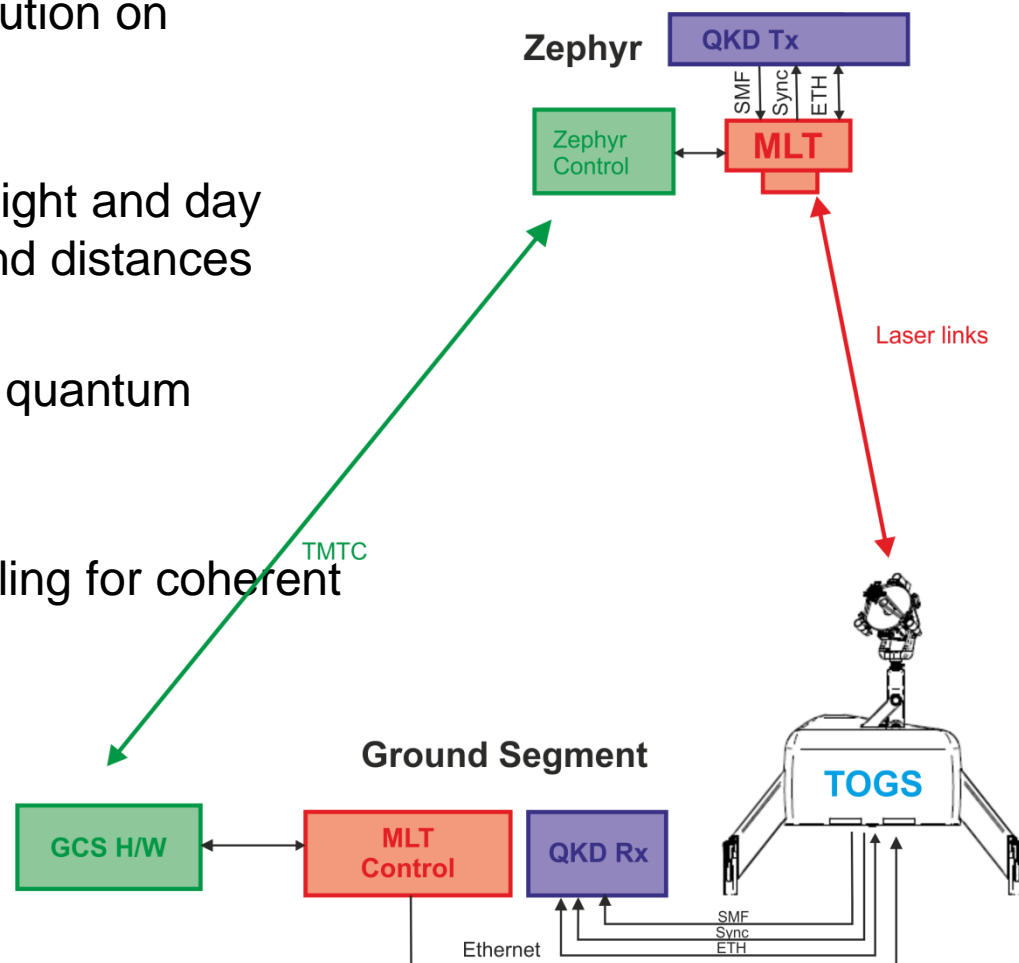 ution on
ight and day
nd distances
quantum
ling for coherent
Zephyr
QKD Tx
SMF
Sync
ETH
Zephyr
Control
MLT
Laser links
TMTC
Ground Segment
TOGS
GCS H/W
MLT
Control
QKD Rx
SMF
Sync
ETH
Ethernet